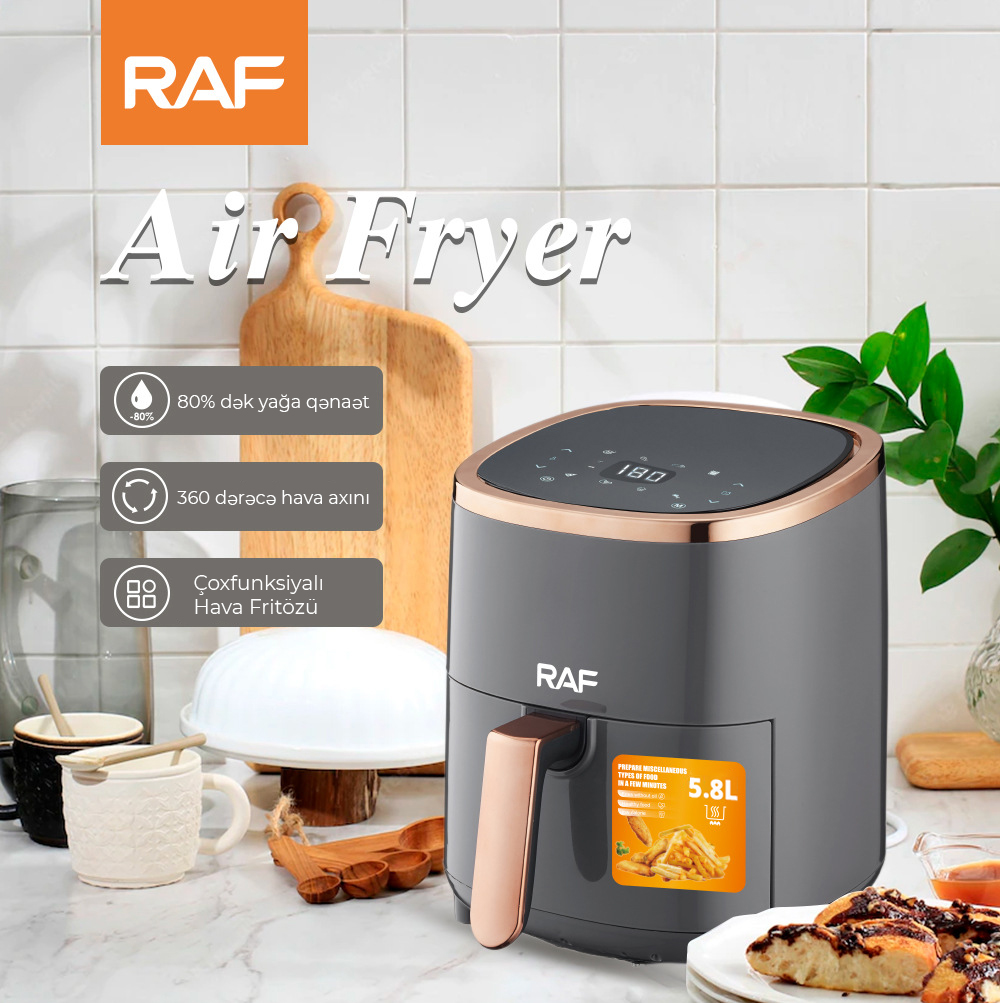 RAF
Air Fryer
-80%
80% dək yağa qənaət
360 dərəcə hava axını
Çoxfunksiyalı
Hava Fritözü
180
RAF
PREPARE MISCELLANEOUS
TYPES OF FOOD
IN A FEW MINUTES
5.8L